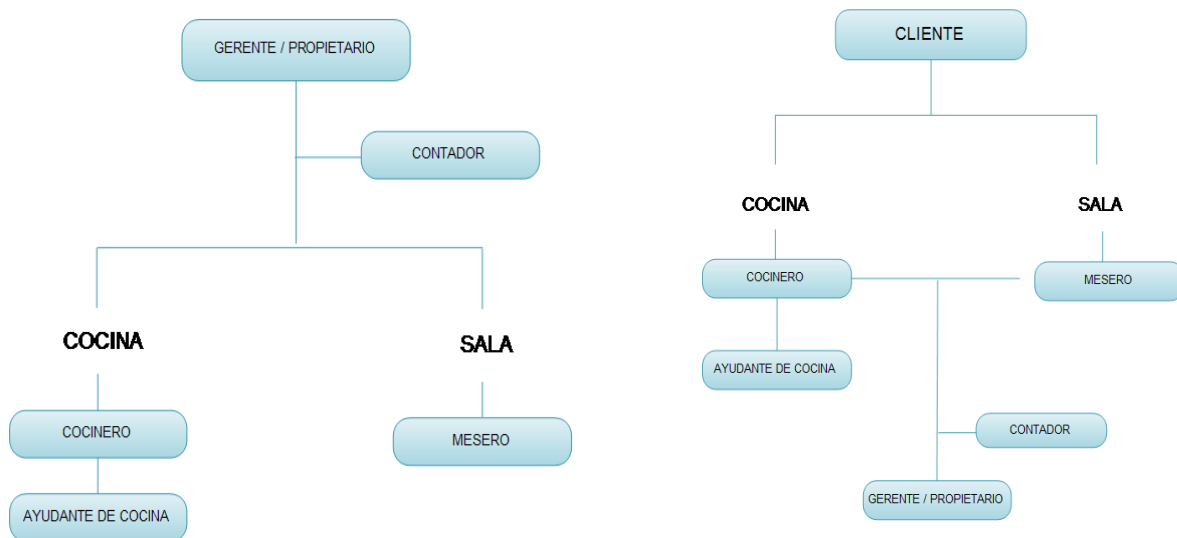 GERENTE / PROPIETARIO
CONTADOR
COCINA
SALA
COCINERO
MESERO
AYUDANTE DE COCINA
CLIENTE
COCINA
SALA
COCINERO
MESERO
AYUDANTE DE COCINA
CONTADOR
GERENTE / PROPIETARIO